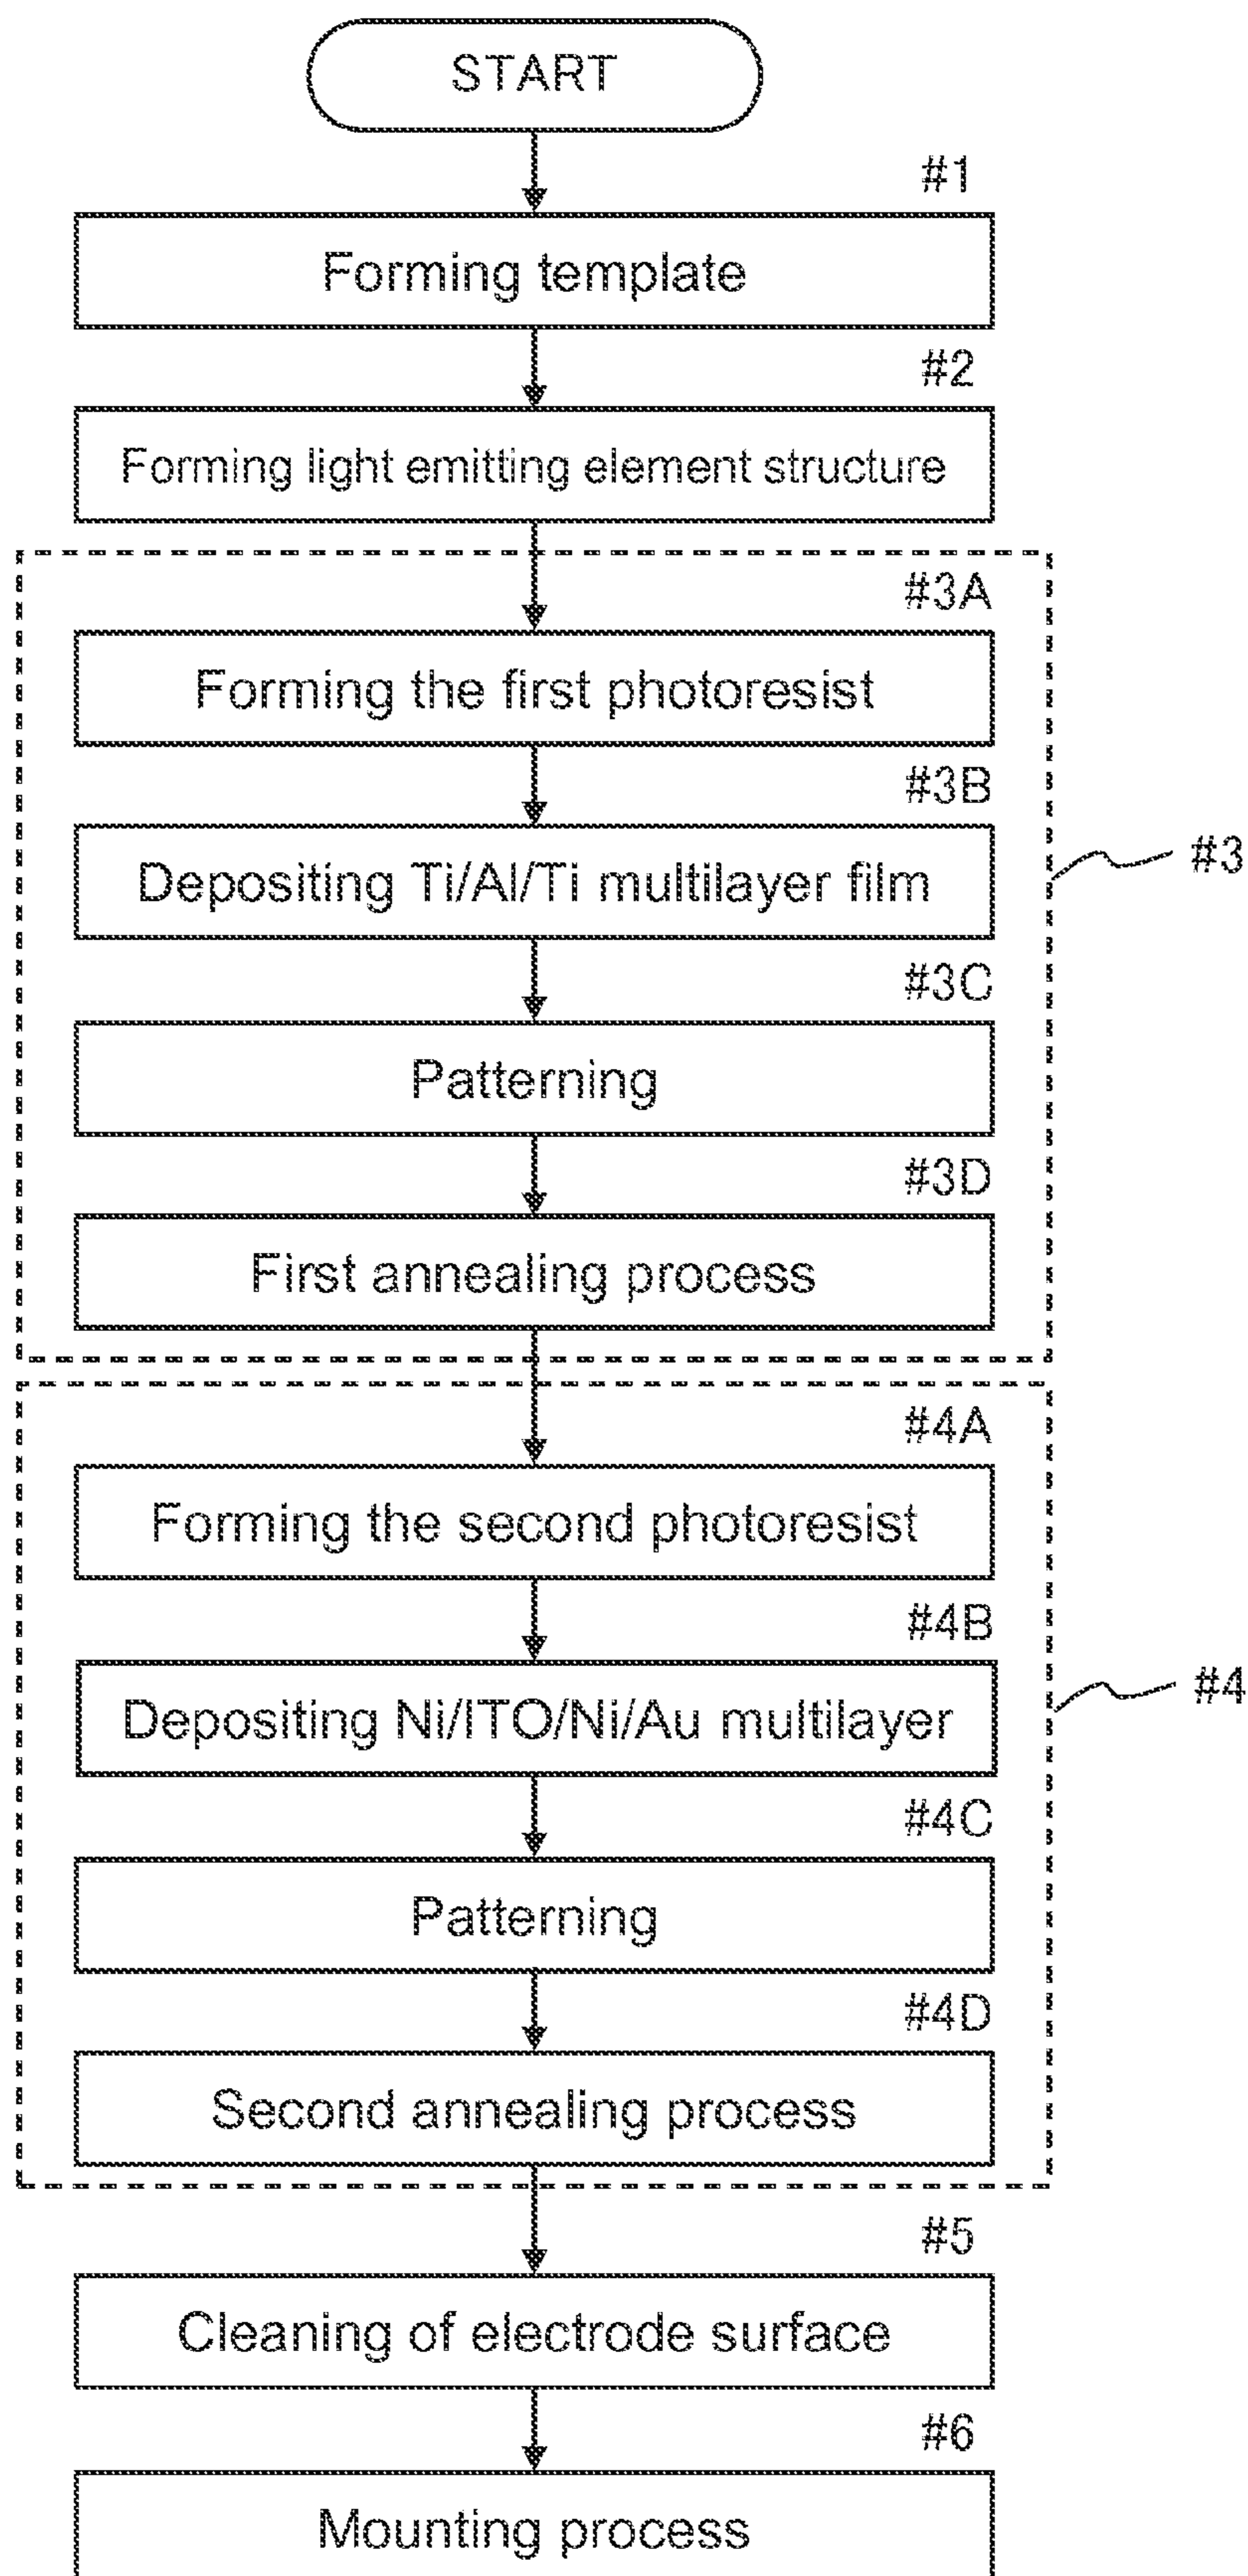 START
#1
Forming template
#2
Forming light emitting element structure
#3A
Forming the first photoresist
#3B
Depositing Ti/Al/Ti multilayer film
#3
#3C
Patterning
#3D
First annealing process
#4A
Forming the second photoresist
#4B
Depositing Ni/ITO/Ni/Au multilayer
#4
#4C
Patterning
#4D
Second annealing process
#5
Cleaning of electrode surface
#6
Mounting process